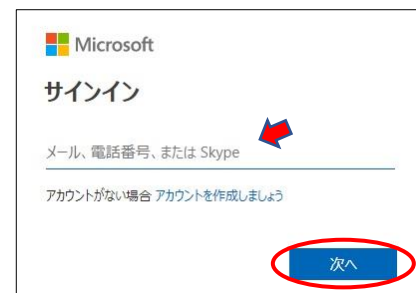 Microsoft
サインイン
メール、電話番号、または Skype
アカウントがない場合 アカウントを作成しましょう
次へ